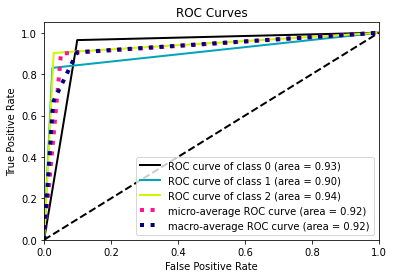 ROC Curves
True Positive Rate
1.0
0.8
0.6
0.4
0.2
0.0
ROC curve of class 0 (area = 0.93)
ROC curve of class 1 (area = 0.90)
ROC curve of class 2 (area = 0.94)
micro-average ROC curve (area = 0.92)
macro-average ROC curve (area = 0.92)
0.0 0.2 0.4 0.6 0.8 1.0
False Positive Rate